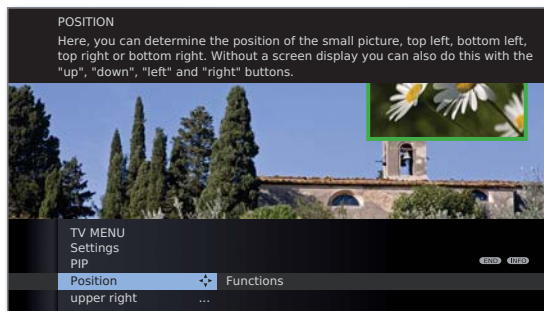 POSITION
Here, you can determine the position of the small picture, top left, bottom left,
top right or bottom right. Without a screen display you can also do this with the
"up", "down", "left" and "right" buttons.
TV MENU
Settings
PIP
END INFO
Position Functions
upper right ...